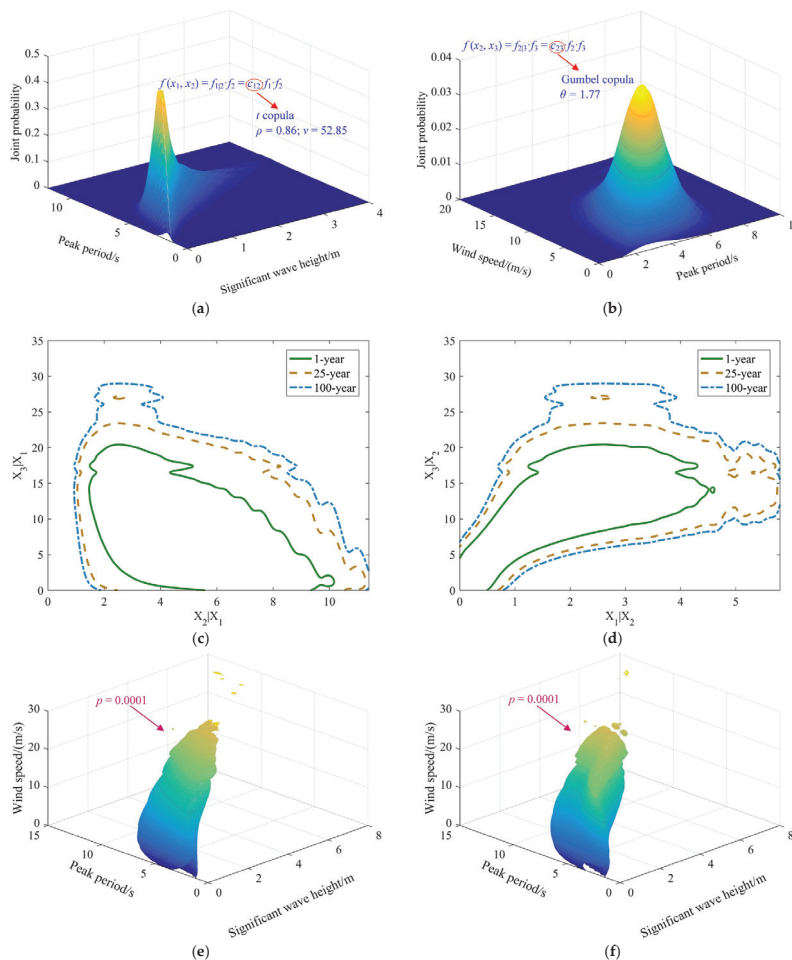 0.5
0.4
0.3
0.2
0.1
0
Joint probability
f (x1, x2) = f1|2·f2 = c12·f1·f2
t copula
ρ = 0.86; v = 52.85
10
5
0
Peak period/s
0
1
2
3
4
Significant wave height/m
(a)
0.04
0.03
0.02
0.01
0
Joint probability
f (x2, x3) = f2|3·f3 = c23·f2·f3
Gumbel copula
θ = 1.77
20
15
10
5
0
Wind speed/(m/s)
0
2
4
6
8
Peak period/s
(b)
35
30
25
20
15
10
5
0
X3|X1
1-year
25-year
100-year
0
2
4
6
8
10
X2|X1
(c)
35
30
25
20
15
10
5
0
X3|X2
1-year
25-year
100-year
0
1
2
3
4
5
X1|X2
(d)
30
20
10
0
Wind speed/(m/s)
p = 0.0001
15
10
5
0
Peak period/s
0
2
4
6
8
Significant wave height/m
(e)
30
20
10
0
Wind speed/(m/s)
p = 0.0001
15
10
5
0
Peak period/s
0
2
4
6
8
Significant wave height/m
(f)